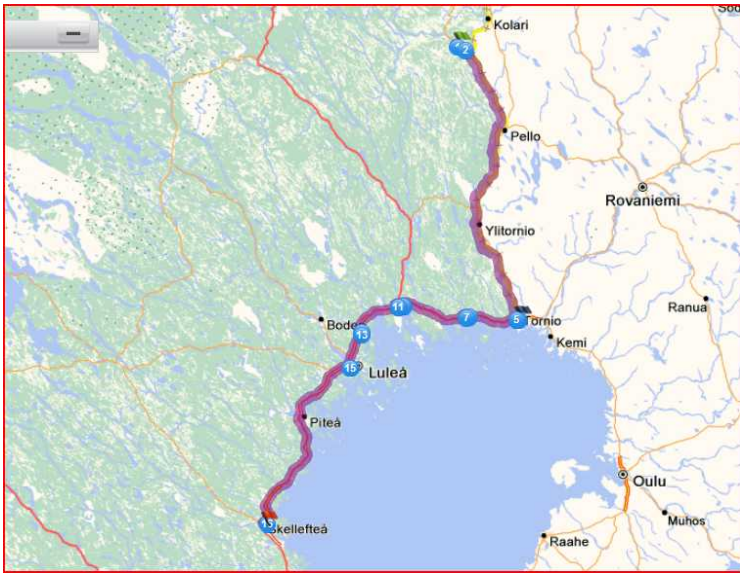 Kolari
2
Pello
Rovaniemi
Ylitornio
Ranua
11
7
5
Tornio
Boden
13
Kemi
15
Luleå
Piteå
Oulu
Skellefteå
Muhos
Raahe